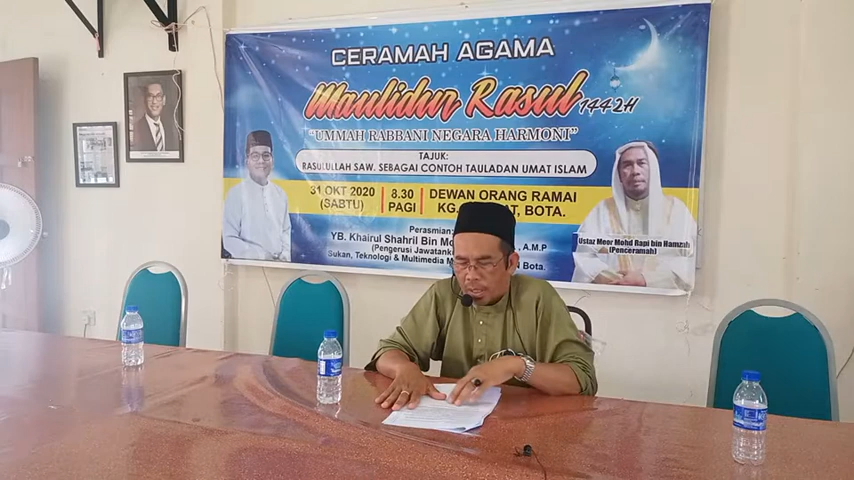 CERAMAH AGAMA
Maulidur Rasul 1442H
"UMMAH RABBANI NEGARA HARMONI"
TAJUK:
RASULULLAH SAW. SEBAGAI CONTOH TAULADAN UMAT ISLAM
31 OKT 2020
(SABTU)
8.30
PAGI
DEWAN ORANG RAMAI
KG. BOTA.
Perasmian
YB. Khairul Shahril Bin A.M.P
(Pengerusi
Sukan, Teknologi & Multimedia Bota.
Ustaz Meor Mohd Rapi bin Hamzah
(Penceramah)